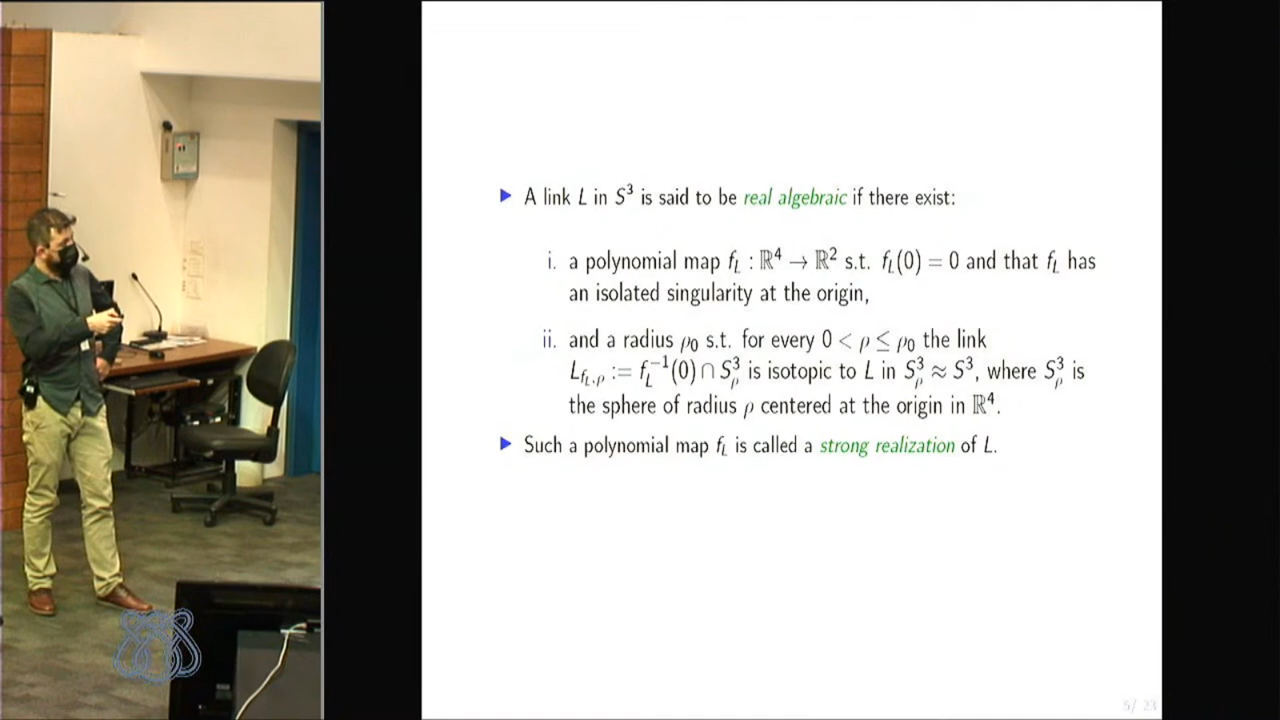 ▶ A link L in S³ is said to be real algebraic if there exist:
i. a polynomial map f_L : ℝ⁴ → ℝ² s.t. f_L(0) = 0 and that f_L has
an isolated singularity at the origin,
ii. and a radius ρ₀ s.t. for every 0 < ρ ≤ ρ₀ the link
L_{f_L,ρ} := f_L⁻¹(0) ∩ S³_ρ is isotopic to L in S³_ρ ≈ S³, where S³_ρ is
the sphere of radius ρ centered at the origin in ℝ⁴.
▶ Such a polynomial map f_L is called a strong realization of L.
5/ 23